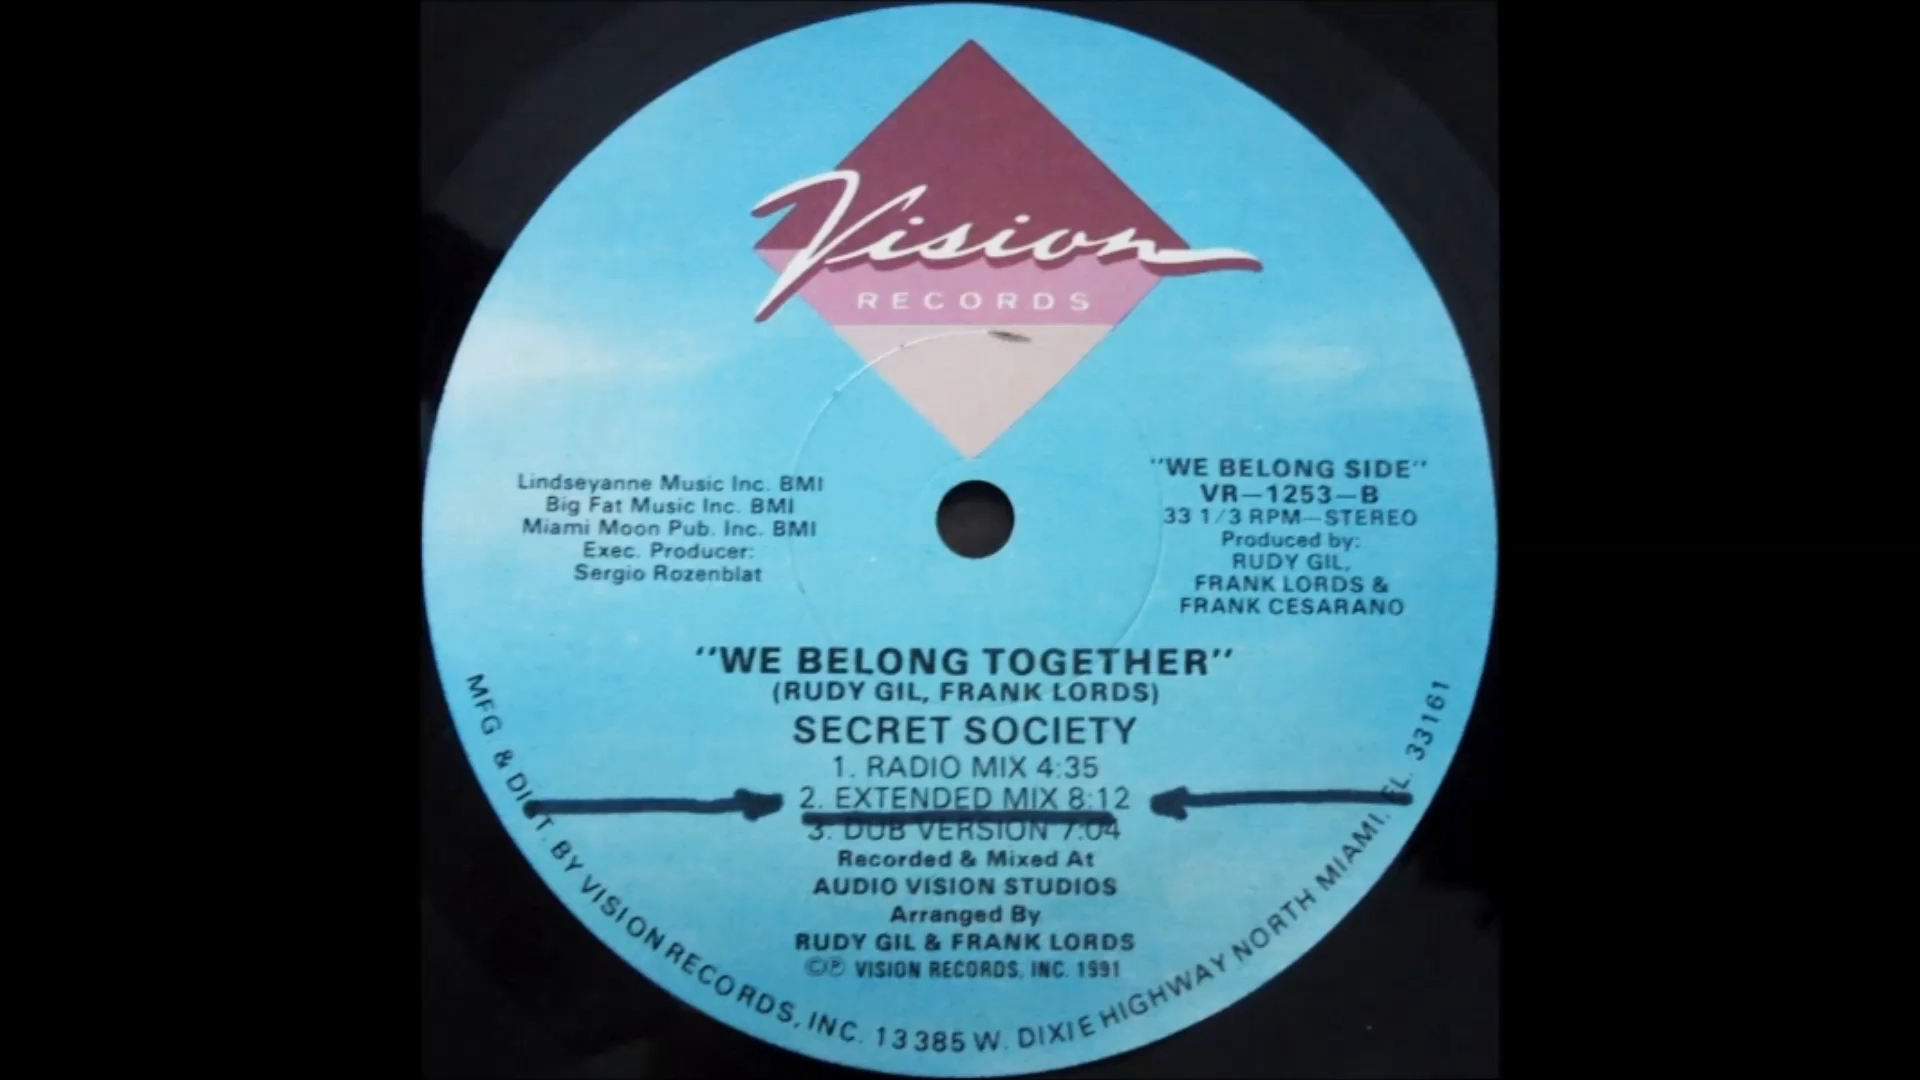 Vision
RECORDS
Lindseyanne Music Inc. BMI
Big Fat Music Inc. BMI
Miami Moon Pub. Inc. BMI
Exec. Producer:
Sergio Rozenblat
"WE BELONG SIDE"
VR-1253-B
33 1/3 RPM-STEREO
Produced by:
RUDY GIL,
FRANK LORDS &
FRANK CESARANO
"WE BELONG TOGETHER"
(RUDY GIL, FRANK LORDS)
SECRET SOCIETY
1. RADIO MIX 4:35
2. EXTENDED MIX 8:12
3. DUB VERSION 7:04
Recorded & Mixed At
AUDIO VISION STUDIOS
Arranged By
RUDY GIL & FRANK LORDS
©℗ VISION RECORDS, INC. 1991
MFG & DIST. BY VISION RECORDS, INC. 13385 W. DIXIE HIGHWAY NORTH MIAMI, FL. 33161